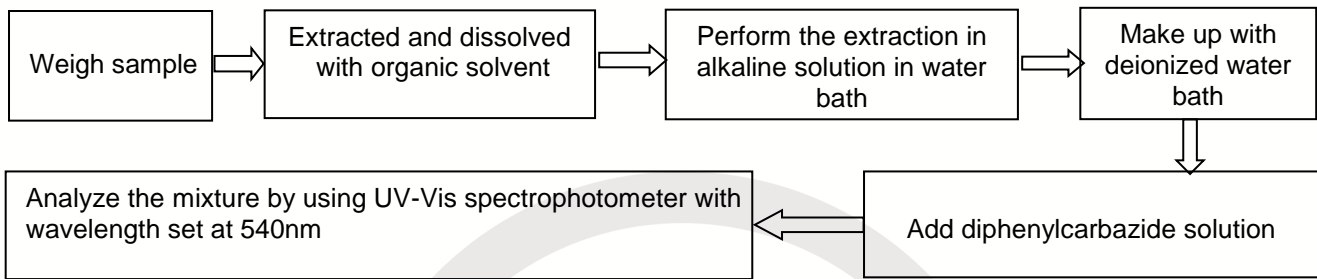 Weigh sample
Extracted and dissolved
with organic solvent
Perform the extraction in
alkaline solution in water
bath
Make up with
deionized water
bath
Add diphenylcarbazide solution
Analyze the mixture by using UV-Vis spectrophotometer with
wavelength set at 540nm